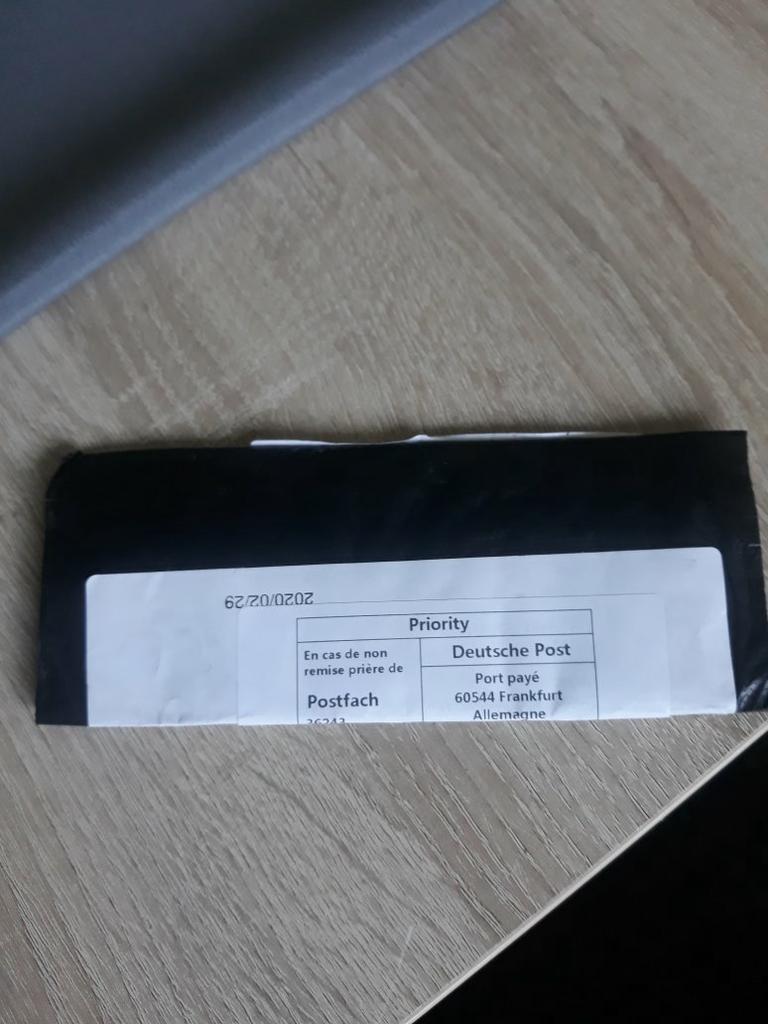 2020/02/29
Priority
En cas de non
remise prière de
Postfach
Deutsche Post
Port payé
60544 Frankfurt
Allemagne